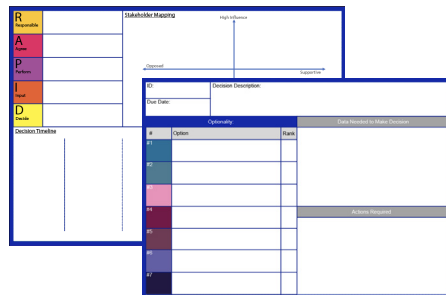 R
Responsible
A
Agree
P
Perform
I
Input
D
Decide
Stakeholder Mapping
High Influence
Opposed
Supportive
Decision Timeline
ID:
Decision Description:
Due Date:
Optionality
Data Needed to Make Decision
#
Option
Rank
#1
#2
#3
#4
Actions Required
#5
#6
#7